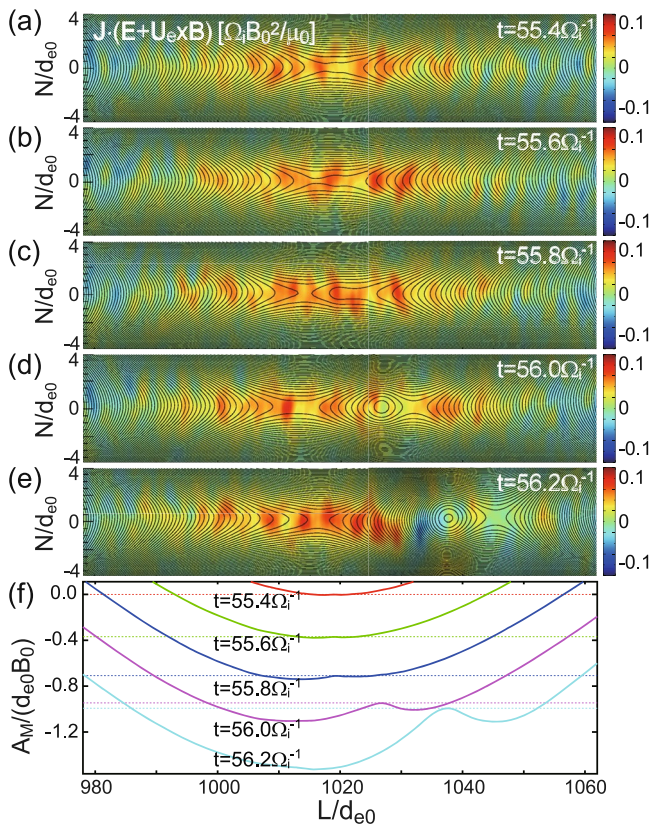 (a) J·(E+UexB) [ΩiB0²/μ0] t=55.4Ωi⁻¹
N/de0
4
0
-4
0.1
0
-0.1
(b) t=55.6Ωi⁻¹
N/de0
4
0
-4
0.1
0
-0.1
(c) t=55.8Ωi⁻¹
N/de0
4
0
-4
0.1
0
-0.1
(d) t=56.0Ωi⁻¹
N/de0
4
0
-4
0.1
0
-0.1
(e) t=56.2Ωi⁻¹
N/de0
4
0
-4
0.1
0
-0.1
(f)
AM/(de0B0)
0.0
-0.4
-0.8
-1.2
t=55.4Ωi⁻¹
t=55.6Ωi⁻¹
t=55.8Ωi⁻¹
t=56.0Ωi⁻¹
t=56.2Ωi⁻¹
980 1000 1020 1040 1060
L/de0